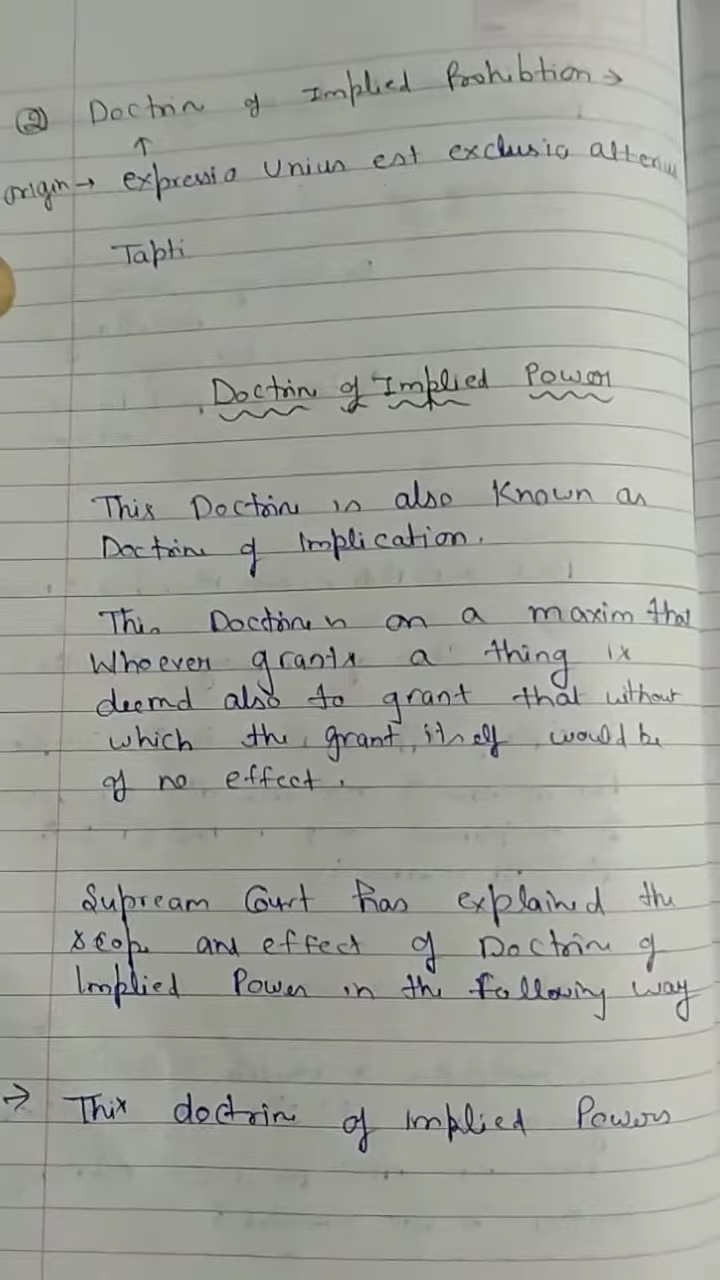 ② Doctrin of Implied Prohibtion →
↑
origin → expressio Unius est exclusio alterius
Tapti
Doctrin of Implied Power
This Doctrine is also Known as
Doctrine of Implication.
This Doctrine is on a maxim that
Whoever grants a thing is
deemd also to grant that without
which the grant itself would be
of no effect.
Supream Court has explained the
scope and effect of Doctrine of
Implied Power in the following way
→ This doctrine of Implied Powers